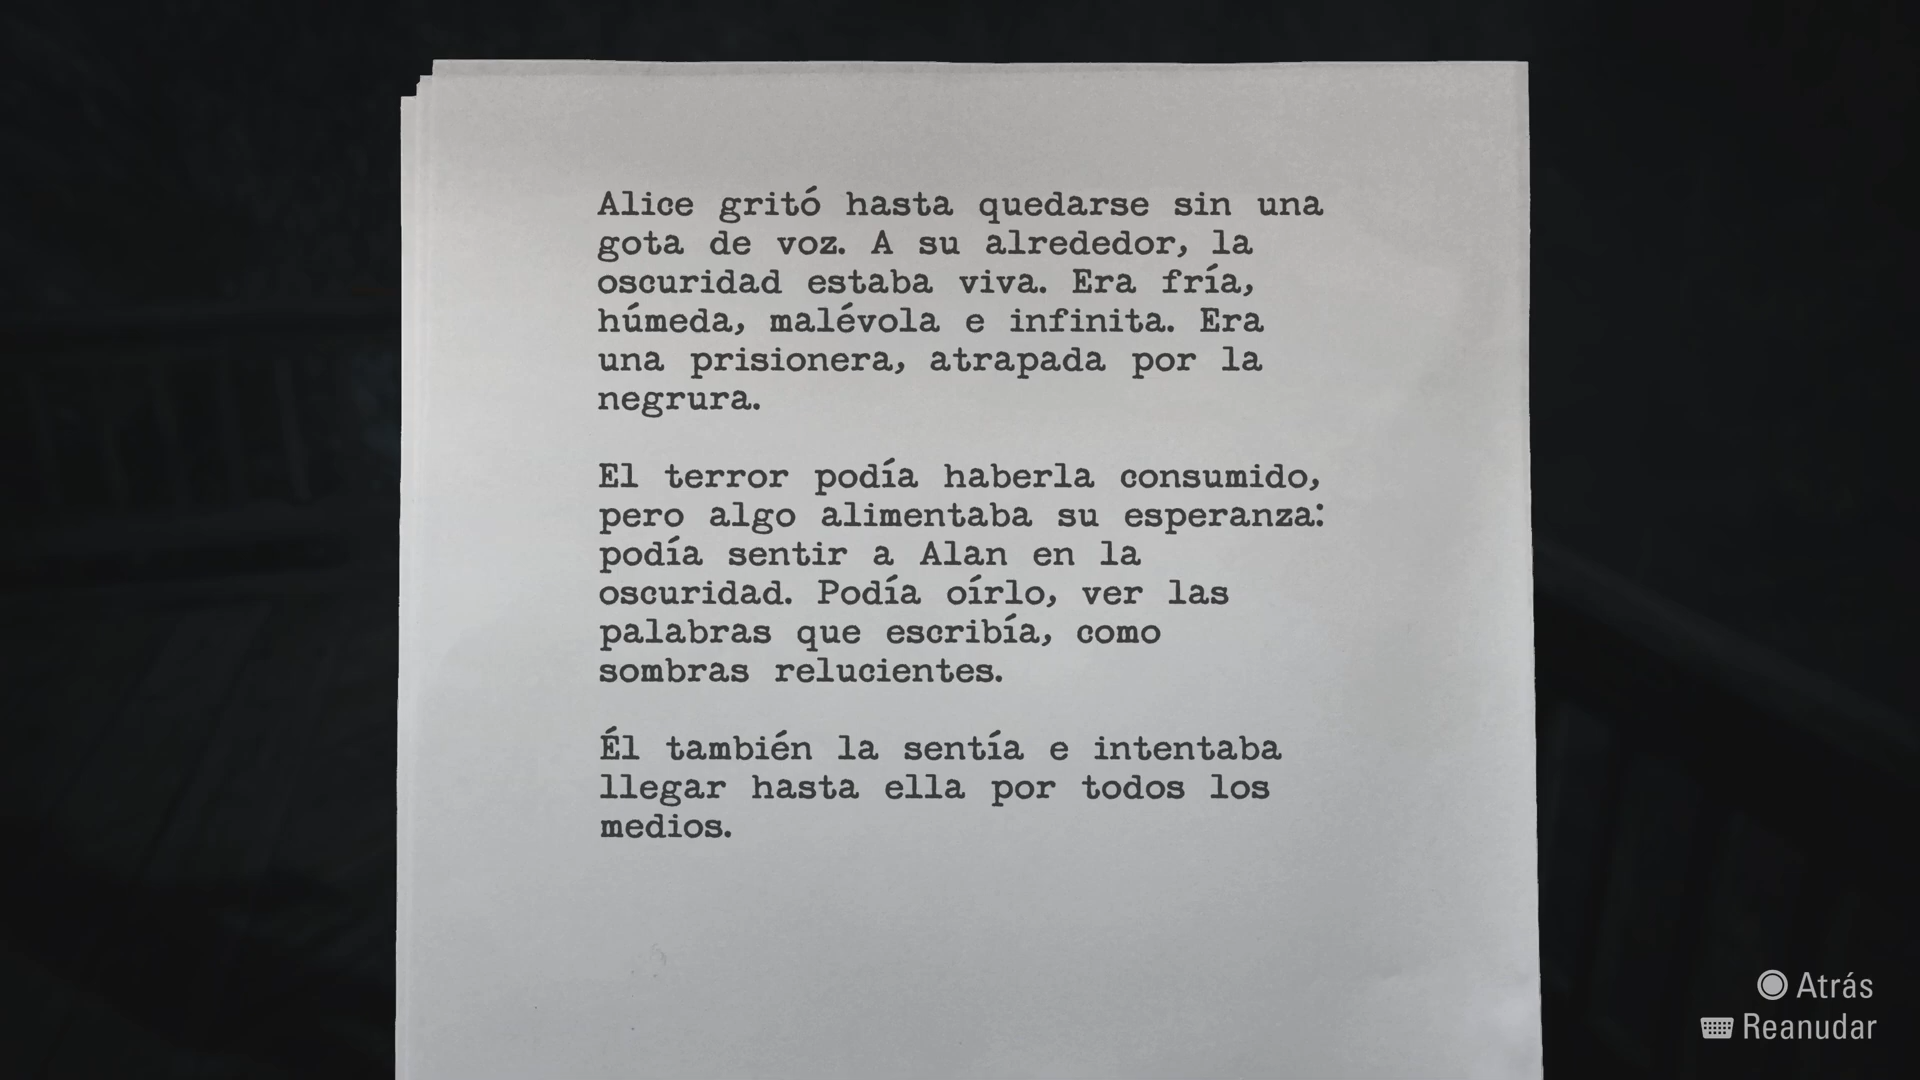 Alice gritó hasta quedarse sin una
gota de voz. A su alrededor, la
oscuridad estaba viva. Era fría,
húmeda, malévola e infinita. Era
una prisionera, atrapada por la
negrura.
El terror podía haberla consumido,
pero algo alimentaba su esperanza:
podía sentir a Alan en la
oscuridad. Podía oírlo, ver las
palabras que escribía, como
sombras relucientes.
Él también la sentía e intentaba
llegar hasta ella por todos los
medios.
Atrás
Reanudar